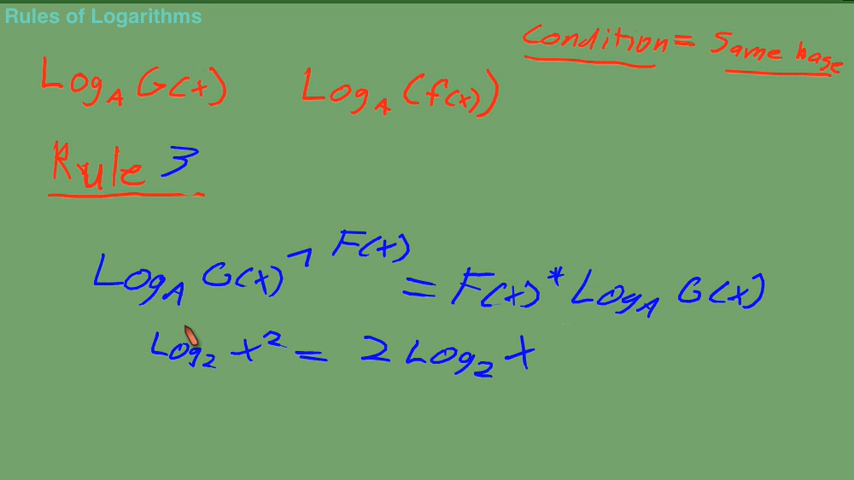 Rules of Logarithms
Condition = Same base
Log_A G(x) Log_A (f(x))
Rule 3
Log_A G(x)^F(x) = F(x) * Log_A G(x)
Log_2 x^2 = 2 Log_2 x